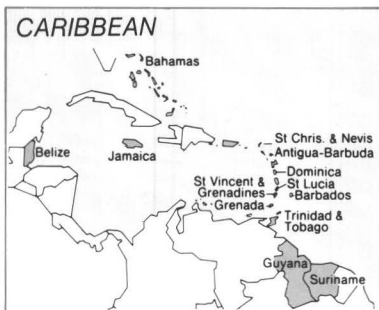 CARIBBEAN
Bahamas
Belize
Jamaica
St Chris. & Nevis
Antigua-Barbuda
Dominica
St Vincent &
Grenadines
St Lucia
Barbados
Grenada
Trinidad &
Tobago
Guyana
Suriname